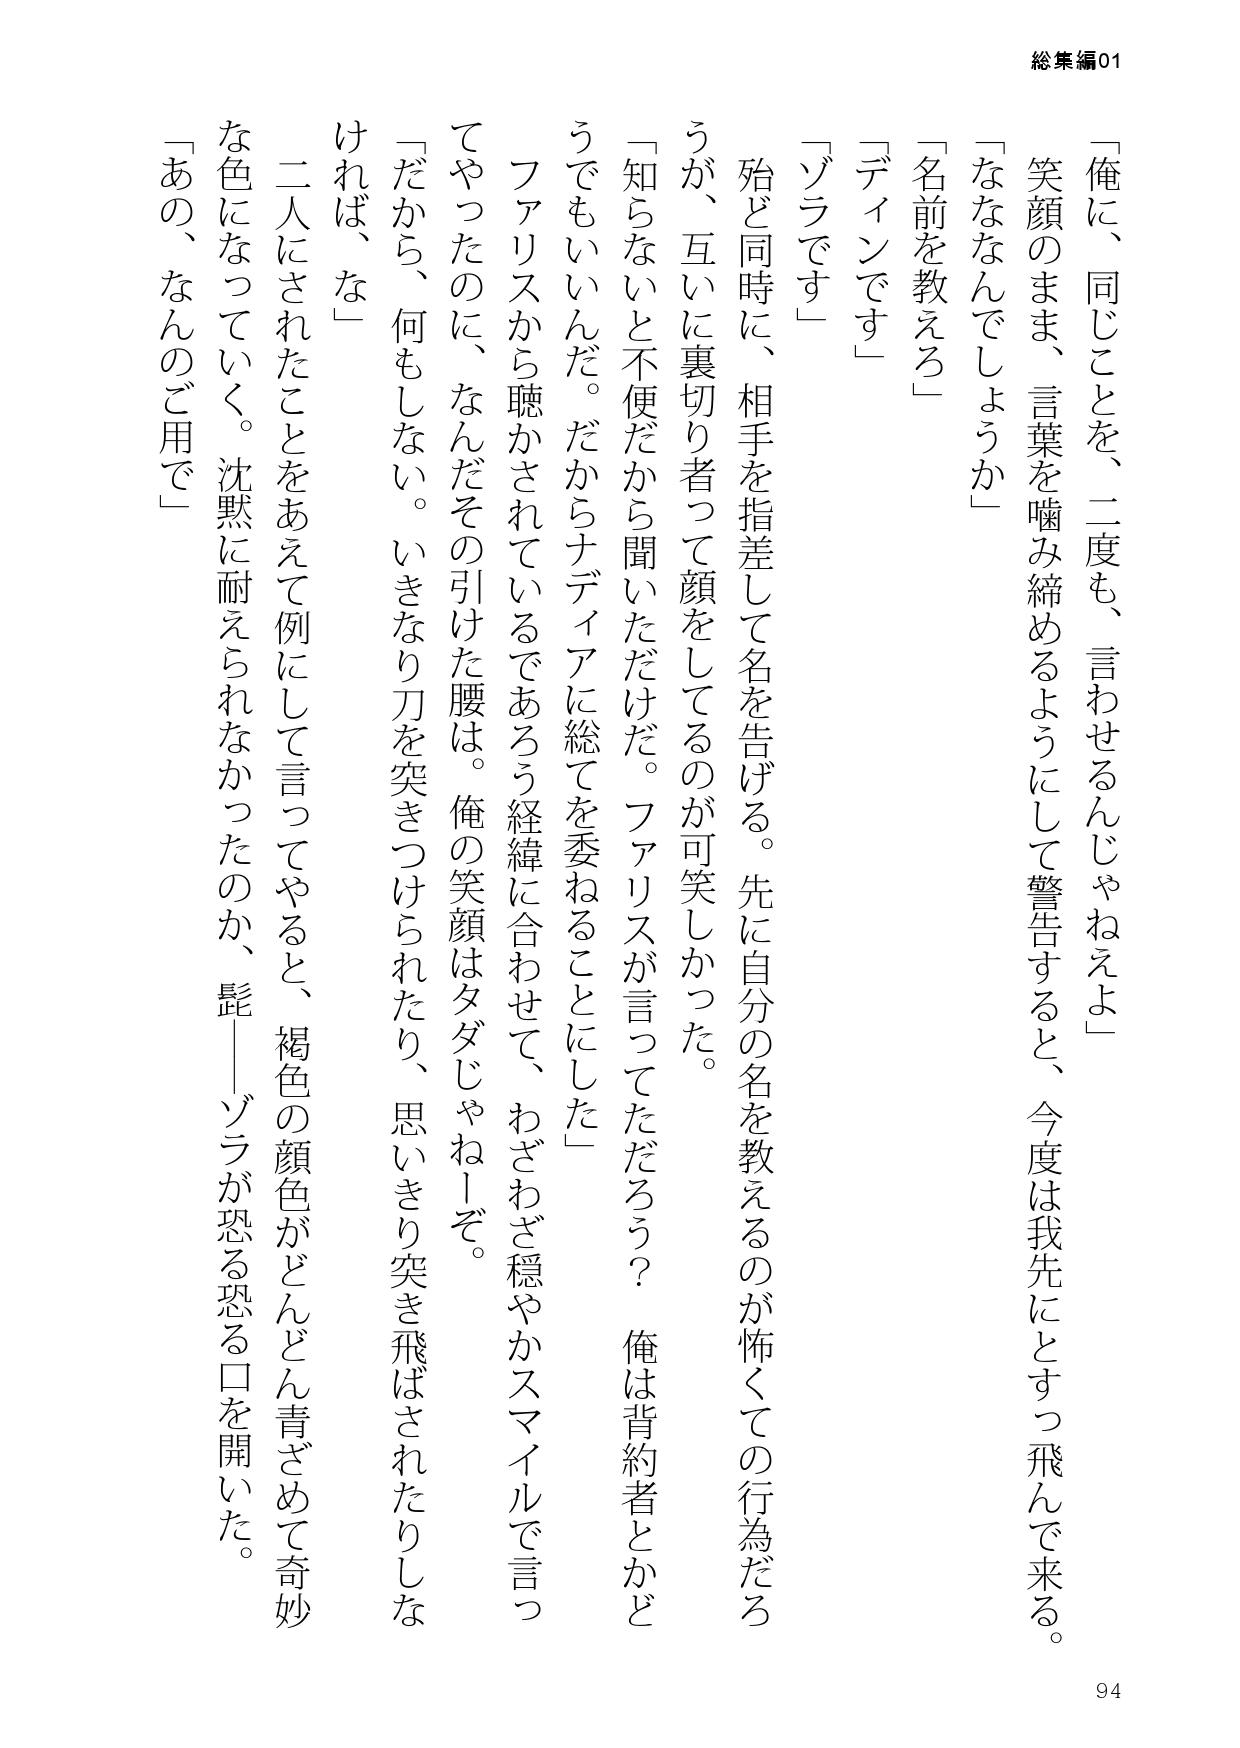 総集編01
「俺に、同じことを、二度も、言わせるんじゃねえよ」
　笑顔のまま、言葉を噛み締めるようにして警告すると、今度は我先にとすっ飛んで来る。
「なななんでしょうか」
「名前を教えろ」
「ディンです」
「ゾラです」
　殆ど同時に、相手を指差して名を告げる。先に自分の名を教えるのが怖くての行為だろ
うが、互いに裏切り者って顔をしてるのが可笑しかった。
「知らないと不便だから聞いただけだ。ファリスが言ってただろう？　俺は背約者とかど
うでもいいんだ。だからナディアに総てを委ねることにした」
　ファリスから聴かされているであろう経緯に合わせて、わざわざ穏やかスマイルで言っ
てやったのに、なんだその引けた腰は。俺の笑顔はタダじゃねーぞ。
「だから、何もしない。いきなり刀を突きつけられたり、思いきり突き飛ばされたりしな
ければ、な」
　二人にされたことをあえて例にして言ってやると、褐色の顔色がどんどん青ざめて奇妙
な色になっていく。沈黙に耐えられなかったのか、髭――ゾラが恐る恐る口を開いた。
「あの、なんのご用で」
94